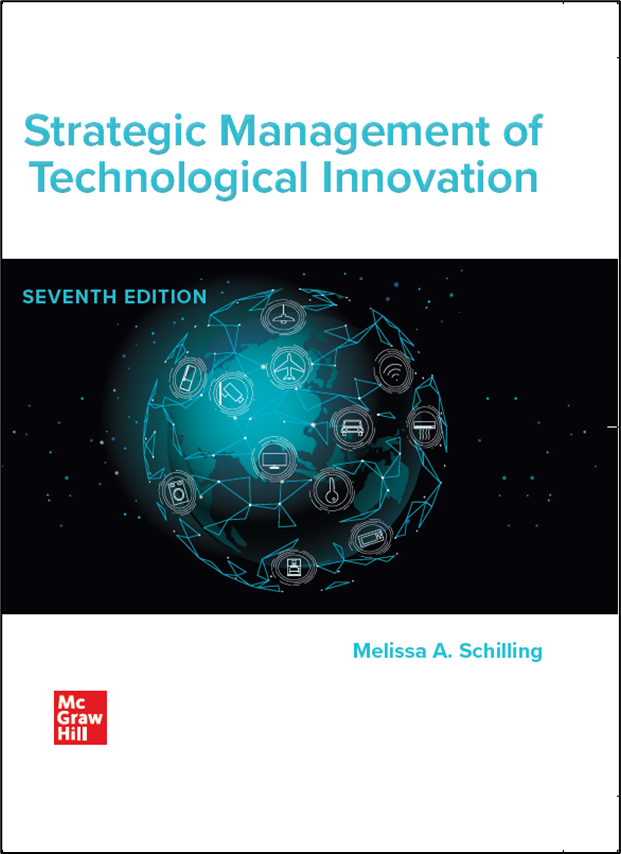 Strategic Management of
Technological Innovation
SEVENTH EDITION
Melissa A. Schilling
Mc
Graw
Hill